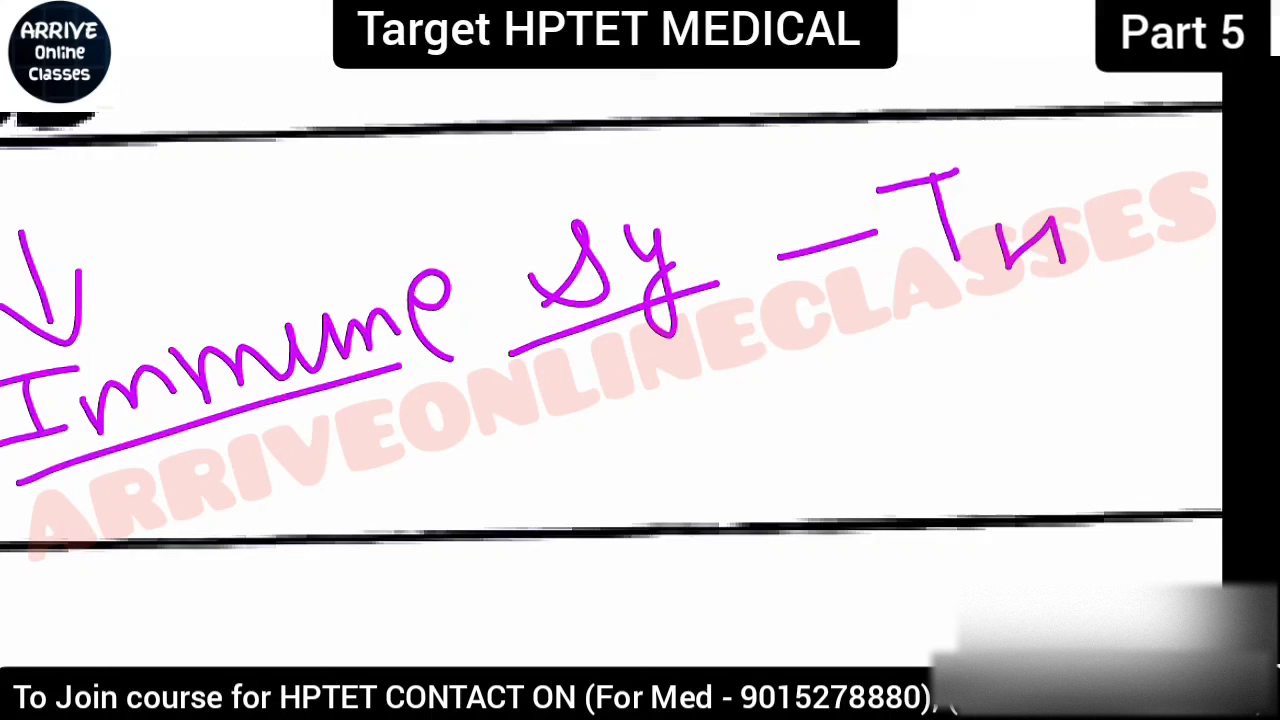 ARRIVE
Online
Classes
Target HPTET MEDICAL
Part 5
Immune Sy - TH
ARRIVEONLINECLASSES
To Join course for HPTET CONTACT ON (For Med - 9015278880), (